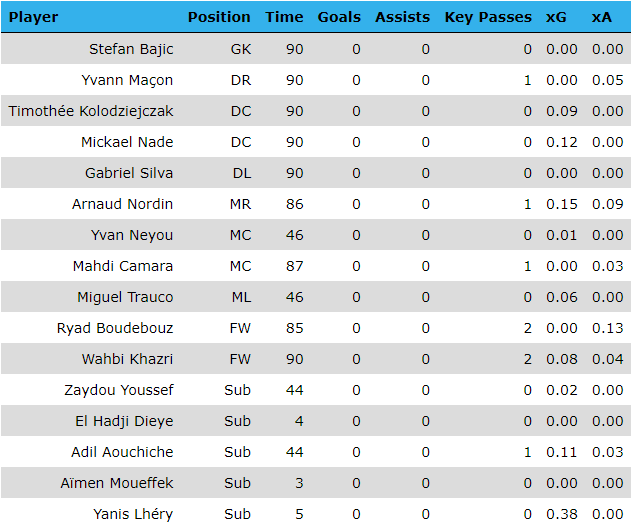 Player Position Time Goals Assists Key Passes xG xA
Stefan Bajic GK 90 0 0 0 0.00 0.00
Yvann Maçon DR 90 0 0 1 0.00 0.05
Timothée Kolodziejczak DC 90 0 0 0 0.09 0.00
Mickael Nade DC 90 0 0 0 0.12 0.00
Gabriel Silva DL 90 0 0 0 0.00 0.00
Arnaud Nordin MR 86 0 0 1 0.15 0.09
Yvan Neyou MC 46 0 0 0 0.01 0.00
Mahdi Camara MC 87 0 0 1 0.00 0.03
Miguel Trauco ML 46 0 0 0 0.06 0.00
Ryad Boudebouz FW 85 0 0 2 0.00 0.13
Wahbi Khazri FW 90 0 0 2 0.08 0.04
Zaydou Youssef Sub 44 0 0 0 0.02 0.00
El Hadji Dieye Sub 4 0 0 0 0.00 0.00
Adil Aouchiche Sub 44 0 0 1 0.11 0.03
Aïmen Moueffek Sub 3 0 0 0 0.00 0.00
Yanis Lhéry Sub 5 0 0 0 0.38 0.00